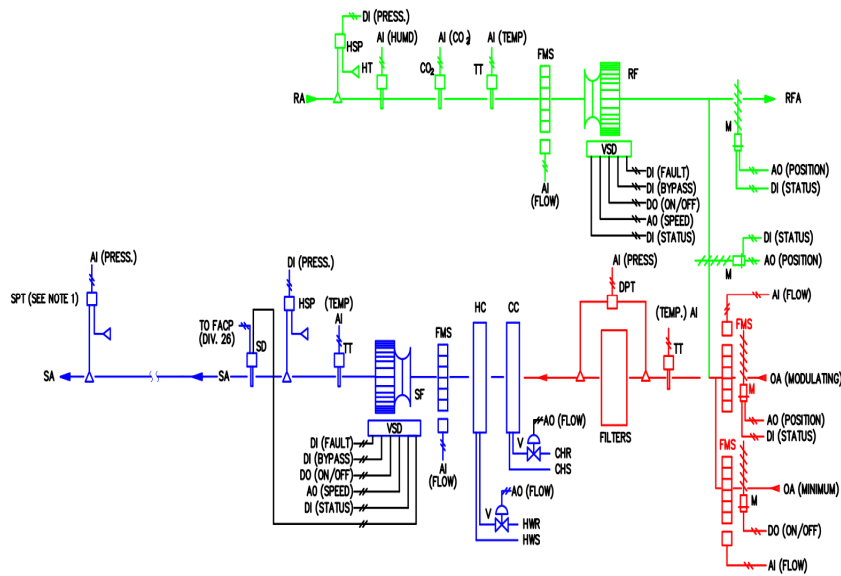 DI (PRESS.)
HSP
HT
AI (HUMD)
AI (CO₂)
CO₂
AI (TEMP)
TT
FMS
RF
RA
RFA
M
VSD
AI
(FLOW)
DI (FAULT)
DI (BYPASS)
DO (ON/OFF)
AO (SPEED)
DI (STATUS)
AO (POSITION)
DI (STATUS)
DI (STATUS)
AO (POSITION)
M
AI (PRESS.)
SPT (SEE NOTE 1)
DI (PRESS.)
HSP
TO FACP
(DIV. 26)
SD
(TEMP)
AI
TT
FMS
HC
CC
AI (PRESS)
DPT
(TEMP.) AI
TT
AI (FLOW)
FMS
SA
SA
SF
M
OA (MODULATING)
VSD
AO (POSITION)
DI (STATUS)
FILTERS
FMS
DI (FAULT)
DI (BYPASS)
DO (ON/OFF)
AO (SPEED)
DI (STATUS)
AI
(FLOW)
AO (FLOW)
V
CHR
CHS
AO (FLOW)
V
HWR
HWS
OA (MINIMUM)
M
DO (ON/OFF)
AI (FLOW)